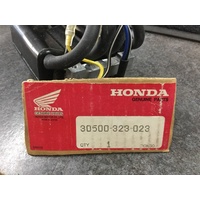 HONDA
HONDA
GENUINE PARTS
30500-323-023
QTY 1